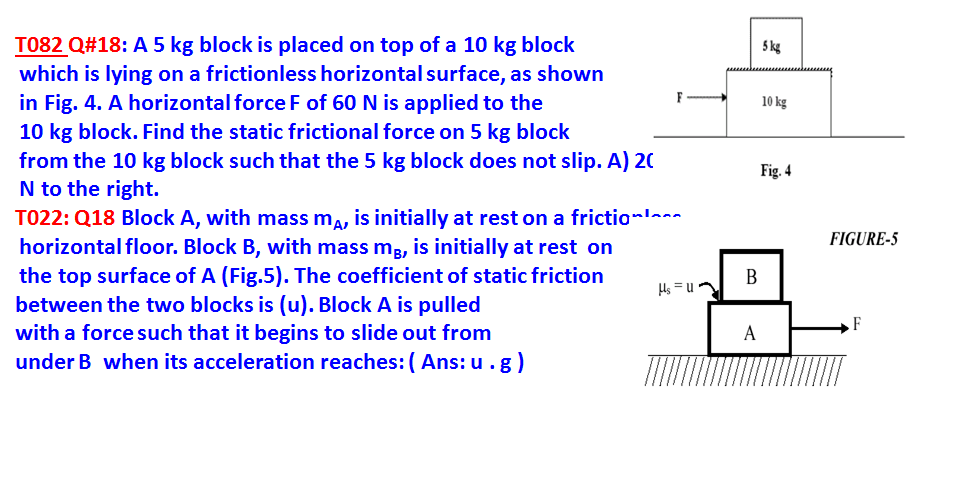 T082 Q#18: A 5 kg block is placed on top of a 10 kg block
which is lying on a frictionless horizontal surface, as shown
in Fig. 4. A horizontal force F of 60 N is applied to the
10 kg block. Find the static frictional force on 5 kg block
from the 10 kg block such that the 5 kg block does not slip. A)
N to the right.
T022: Q18 Block A, with mass mA, is initially at rest on a
horizontal floor. Block B, with mass mB, is initially at rest on
the top surface of A (Fig.5). The coefficient of static friction
between the two blocks is (u). Block A is pulled
with a force such that it begins to slide out from
under B when its acceleration reaches: ( Ans: u . g )
5 kg
F
10 kg
Fig. 4
FIGURE-5
B
μs = u
A
F